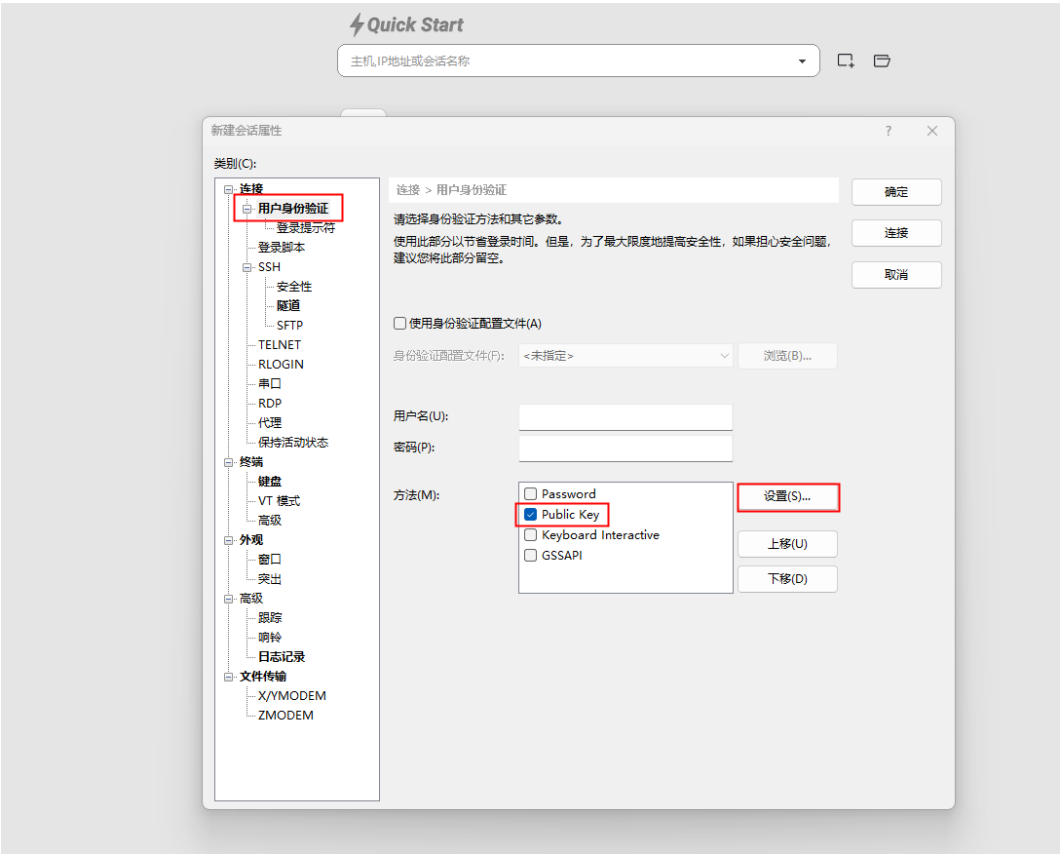 Quick Start
主机,IP地址或会话名称
新建会话属性
?
类别(C):
连接
用户身份验证
登录提示符
登录脚本
SSH
安全性
隧道
SFTP
TELNET
RLOGIN
串口
RDP
代理
保持活动状态
终端
键盘
VT 模式
高级
外观
窗口
突出
高级
跟踪
响铃
日志记录
文件传输
X/YMODEM
ZMODEM
连接 > 用户身份验证
请选择身份验证方法和其它参数。
使用此部分以节省登录时间。但是，为了最大限度地提高安全性，如果担心安全问题，
建议您将此部分留空。
使用身份验证配置文件(A)
身份验证配置文件(F):
<未指定>
浏览(B)...
用户名(U):
密码(P):
方法(M):
Password
Public Key
Keyboard Interactive
GSSAPI
设置(S)...
上移(U)
下移(D)
确定
连接
取消